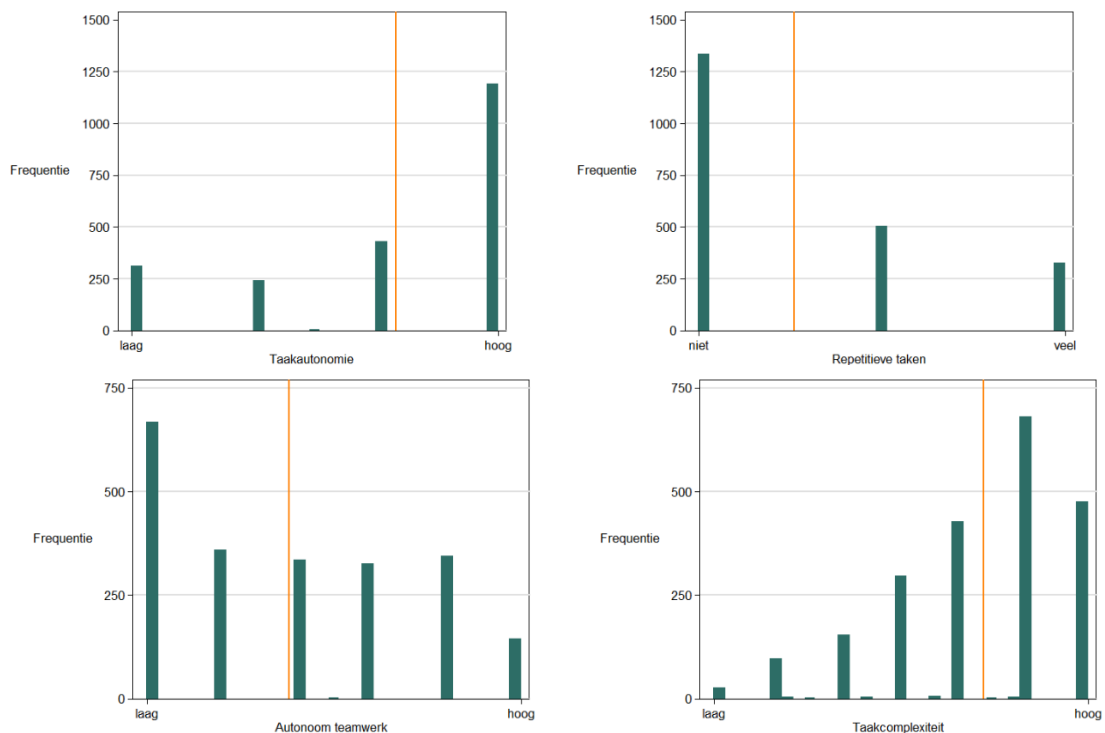 1500
1250
1000
Frequentie
750
500
250
0
laag
hoog
Taakautonomie
1500
1250
1000
Frequentie
750
500
250
0
niet
veel
Repetitieve taken
750
500
Frequentie
250
0
laag
hoog
Autonoom teamwerk
750
500
Frequentie
250
0
laag
hoog
Taakcomplexiteit